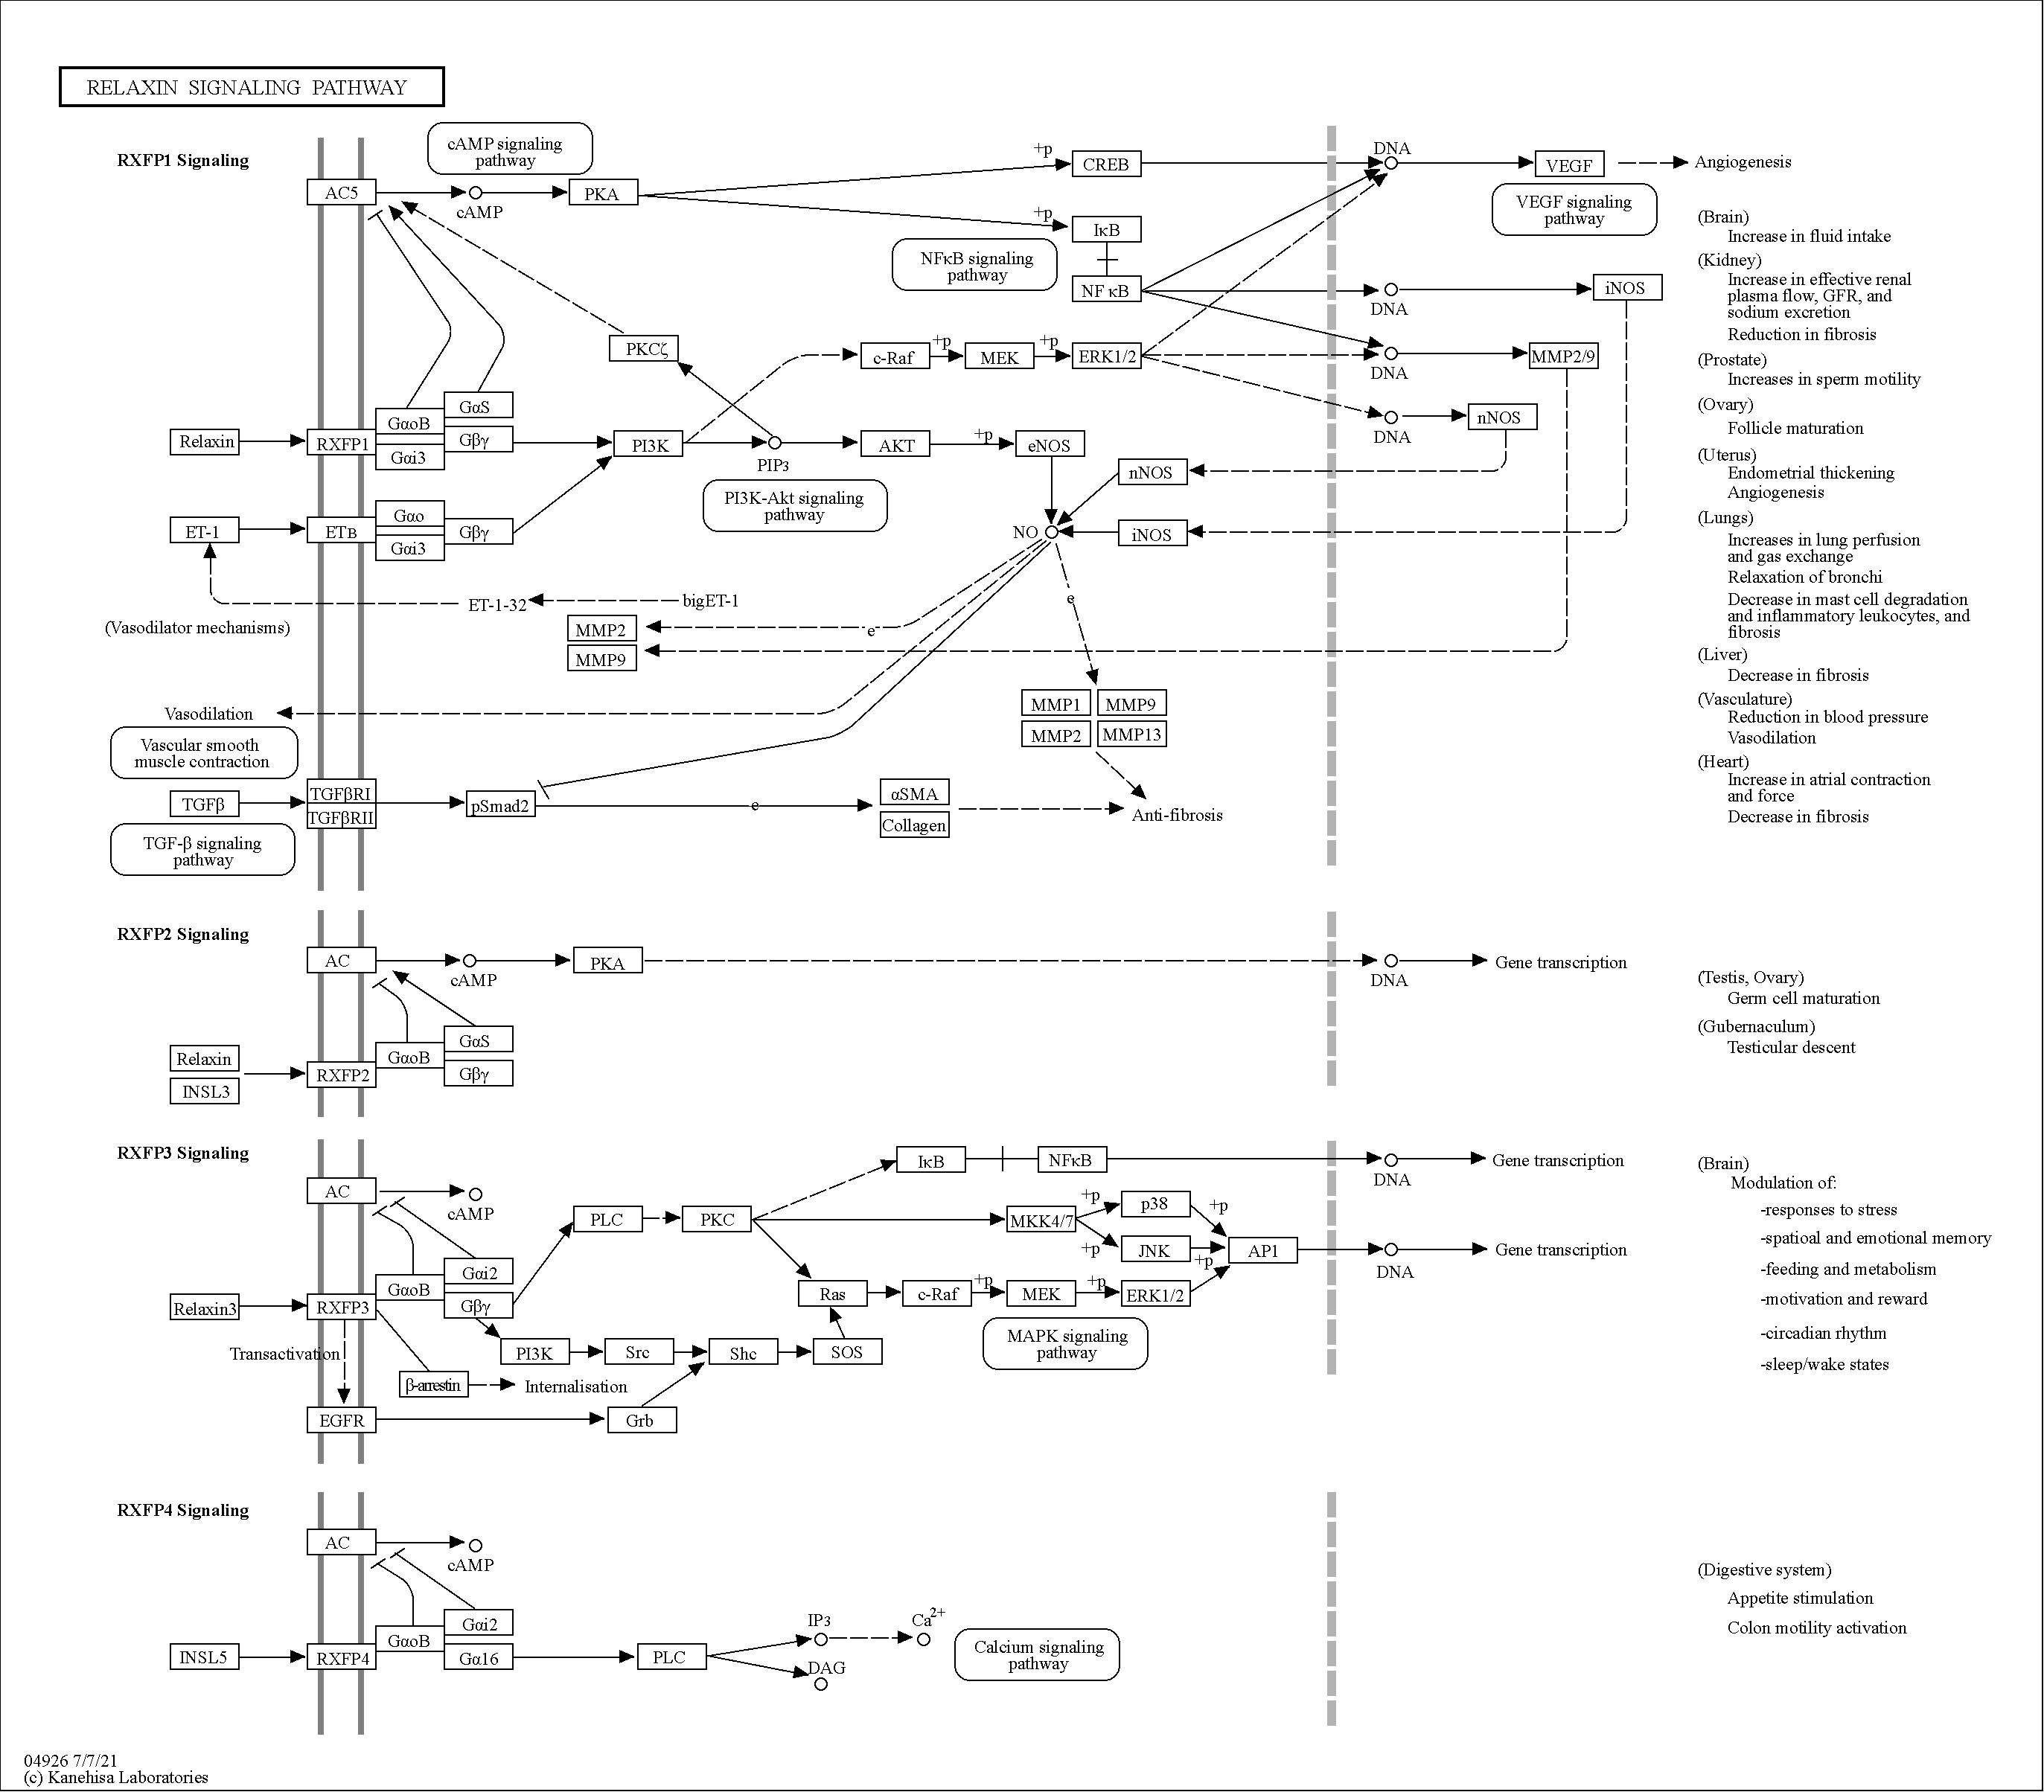 RELAXIN SIGNALING PATHWAY
RXFP1 Signaling
cAMP signaling
pathway
AC5
cAMP
PKA
+p
CREB
DNA
VEGF
Angiogenesis
VEGF signaling
pathway
+p
IκB
NFκB signaling
pathway
NFκB
DNA
iNOS
PKCζ
c-Raf
+p
MEK
+p
ERK1/2
DNA
MMP2/9
DNA
nNOS
Relaxin
RXFP1
GαoB
GαS
Gβγ
Gαi3
PI3K
PIP3
AKT
+p
eNOS
nNOS
PI3K-Akt signaling
pathway
ET-1
ETB
Gαo
Gβγ
Gαi3
NO
iNOS
ET-1-32
bigET-1
e
(Vasodilator mechanisms)
MMP2
e
MMP9
Vasodilation
MMP1
MMP9
MMP2
MMP13
Vascular smooth
muscle contraction
TGFβ
TGFβRI
TGFβRII
pSmad2
e
αSMA
Collagen
Anti-fibrosis
TGF-β signaling
pathway
(Brain)
Increase in fluid intake
(Kidney)
Increase in effective renal
plasma flow, GFR, and
sodium excretion
Reduction in fibrosis
(Prostate)
Increases in sperm motility
(Ovary)
Follicle maturation
(Uterus)
Endometrial thickening
Angiogenesis
(Lungs)
Increases in lung perfusion
and gas exchange
Relaxation of bronchi
Decrease in mast cell degradation
and inflammatory leukocytes, and
fibrosis
(Liver)
Decrease in fibrosis
(Vasculature)
Reduction in blood pressure
Vasodilation
(Heart)
Increase in atrial contraction
and force
Decrease in fibrosis
RXFP2 Signaling
AC
cAMP
PKA
DNA
Gene transcription
Relaxin
INSL3
RXFP2
GαoB
GαS
Gβγ
(Testis, Ovary)
Germ cell maturation
(Gubernaculum)
Testicular descent
RXFP3 Signaling
IκB
NFκB
DNA
Gene transcription
AC
cAMP
PLC
PKC
MKK4/7
+p
p38
+p
+p
JNK
+p
AP1
DNA
Gene transcription
Relaxin3
RXFP3
GαoB
Gαi2
Gβγ
Ras
c-Raf
+p
MEK
+p
ERK1/2
MAPK signaling
pathway
Transactivation
PI3K
Src
Shc
SOS
β-arrestin
Internalisation
EGFR
Grb
(Brain)
Modulation of:
-responses to stress
-spatioal and emotional memory
-feeding and metabolism
-motivation and reward
-circadian rhythm
-sleep/wake states
RXFP4 Signaling
AC
cAMP
INSL5
RXFP4
GαoB
Gαi2
Gα16
PLC
IP3
Ca2+
DAG
Calcium signaling
pathway
(Digestive system)
Appetite stimulation
Colon motility activation
04926 7/7/21
(c) Kanehisa Laboratories